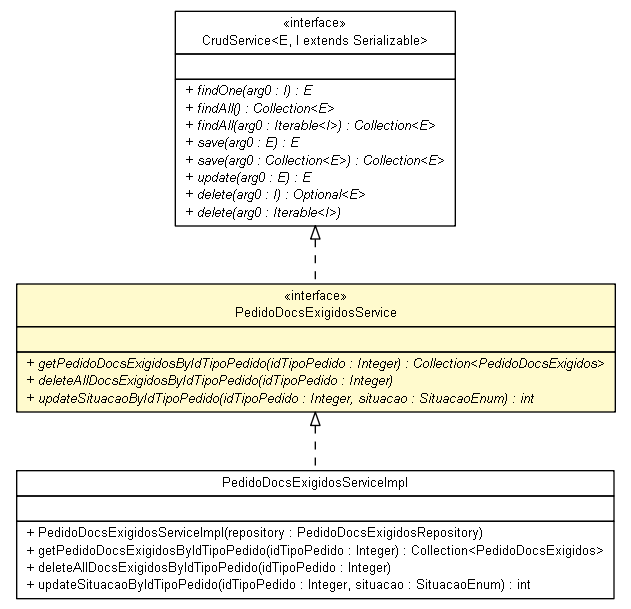 «interface»
CrudService<E, I extends Serializable>
+ findOne(arg0 : I) : E
+ findAll() : Collection<E>
+ findAll(arg0 : Iterable<I>) : Collection<E>
+ save(arg0 : E) : E
+ save(arg0 : Collection<E>) : Collection<E>
+ update(arg0 : E) : E
+ delete(arg0 : I) : Optional<E>
+ delete(arg0 : Iterable<I>)
«interface»
PedidoDocsExigidosService
+ getPedidoDocsExigidosByIdTipoPedido(idTipoPedido : Integer) : Collection<PedidoDocsExigidos>
+ deleteAllDocsExigidosByIdTipoPedido(idTipoPedido : Integer)
+ updateSituacaoByIdTipoPedido(idTipoPedido : Integer, situacao : SituacaoEnum) : int
PedidoDocsExigidosServiceImpl
+ PedidoDocsExigidosServiceImpl(repository : PedidoDocsExigidosRepository)
+ getPedidoDocsExigidosByIdTipoPedido(idTipoPedido : Integer) : Collection<PedidoDocsExigidos>
+ deleteAllDocsExigidosByIdTipoPedido(idTipoPedido : Integer)
+ updateSituacaoByIdTipoPedido(idTipoPedido : Integer, situacao : SituacaoEnum) : int